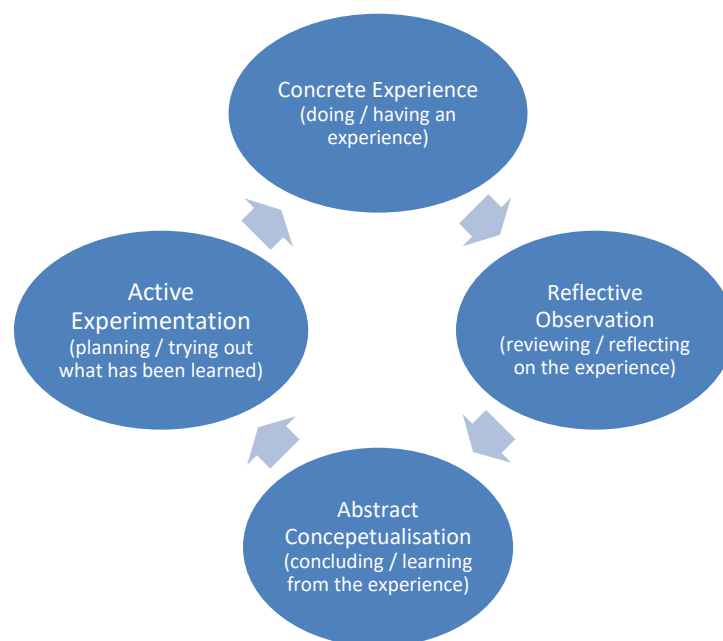 Concrete Experience
(doing / having an
experience)
Reflective
Observation
(reviewing / reflecting
on the experience)
Abstract
Concepetualisation
(concluding / learning
from the experience)
Active
Experimentation
(planning / trying out
what has been learned)